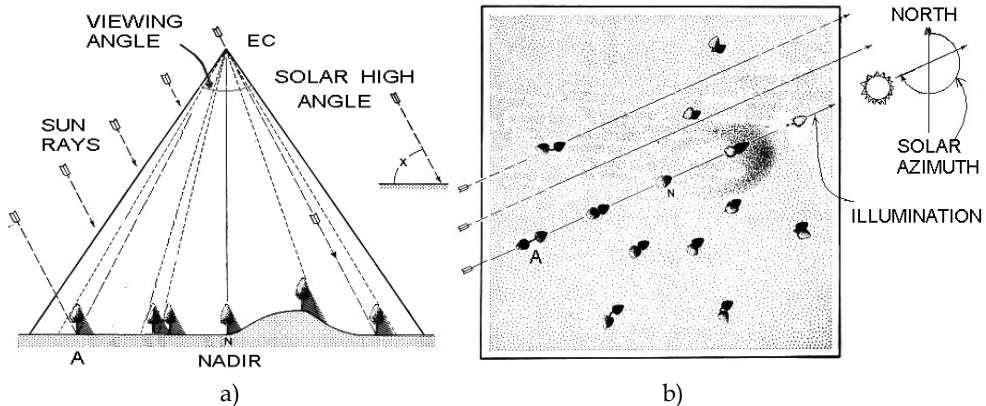 VIEWING
ANGLE
EC
SOLAR HIGH
ANGLE
SUN
RAYS
X
A
N
NADIR
a)
N
A
b)
NORTH
SOLAR
AZIMUTH
ILLUMINATION